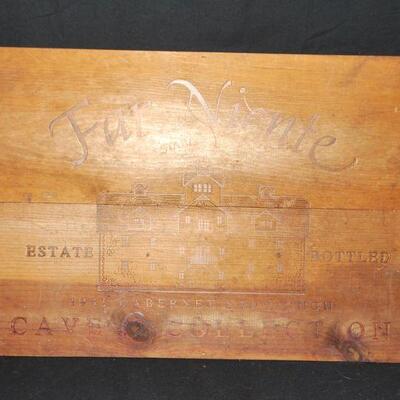 Far Niente
ESTATE BOTTLED
CABERNET SAUVIGNON
CAVE COLLECTION